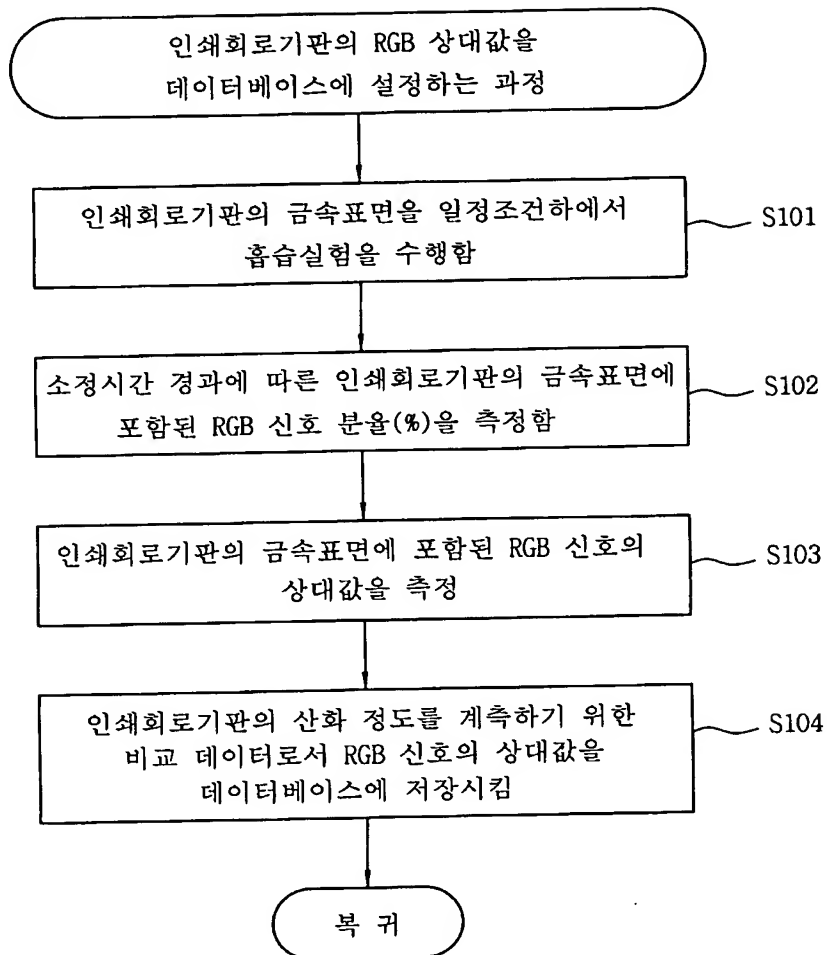 인쇄회로기판의 RGB 상대값을
데이터베이스에 설정하는 과정
인쇄회로기판의 금속표면을 일정조건하에서
흡습실험을 수행함
S101
소정시간 경과에 따른 인쇄회로기판의 금속표면에
포함된 RGB 신호 분율(%)을 측정함
S102
인쇄회로기판의 금속표면에 포함된 RGB 신호의
상대값을 측정
S103
인쇄회로기판의 산화 정도를 계측하기 위한
비교 데이터로서 RGB 신호의 상대값을
데이터베이스에 저장시킴
S104
복 귀